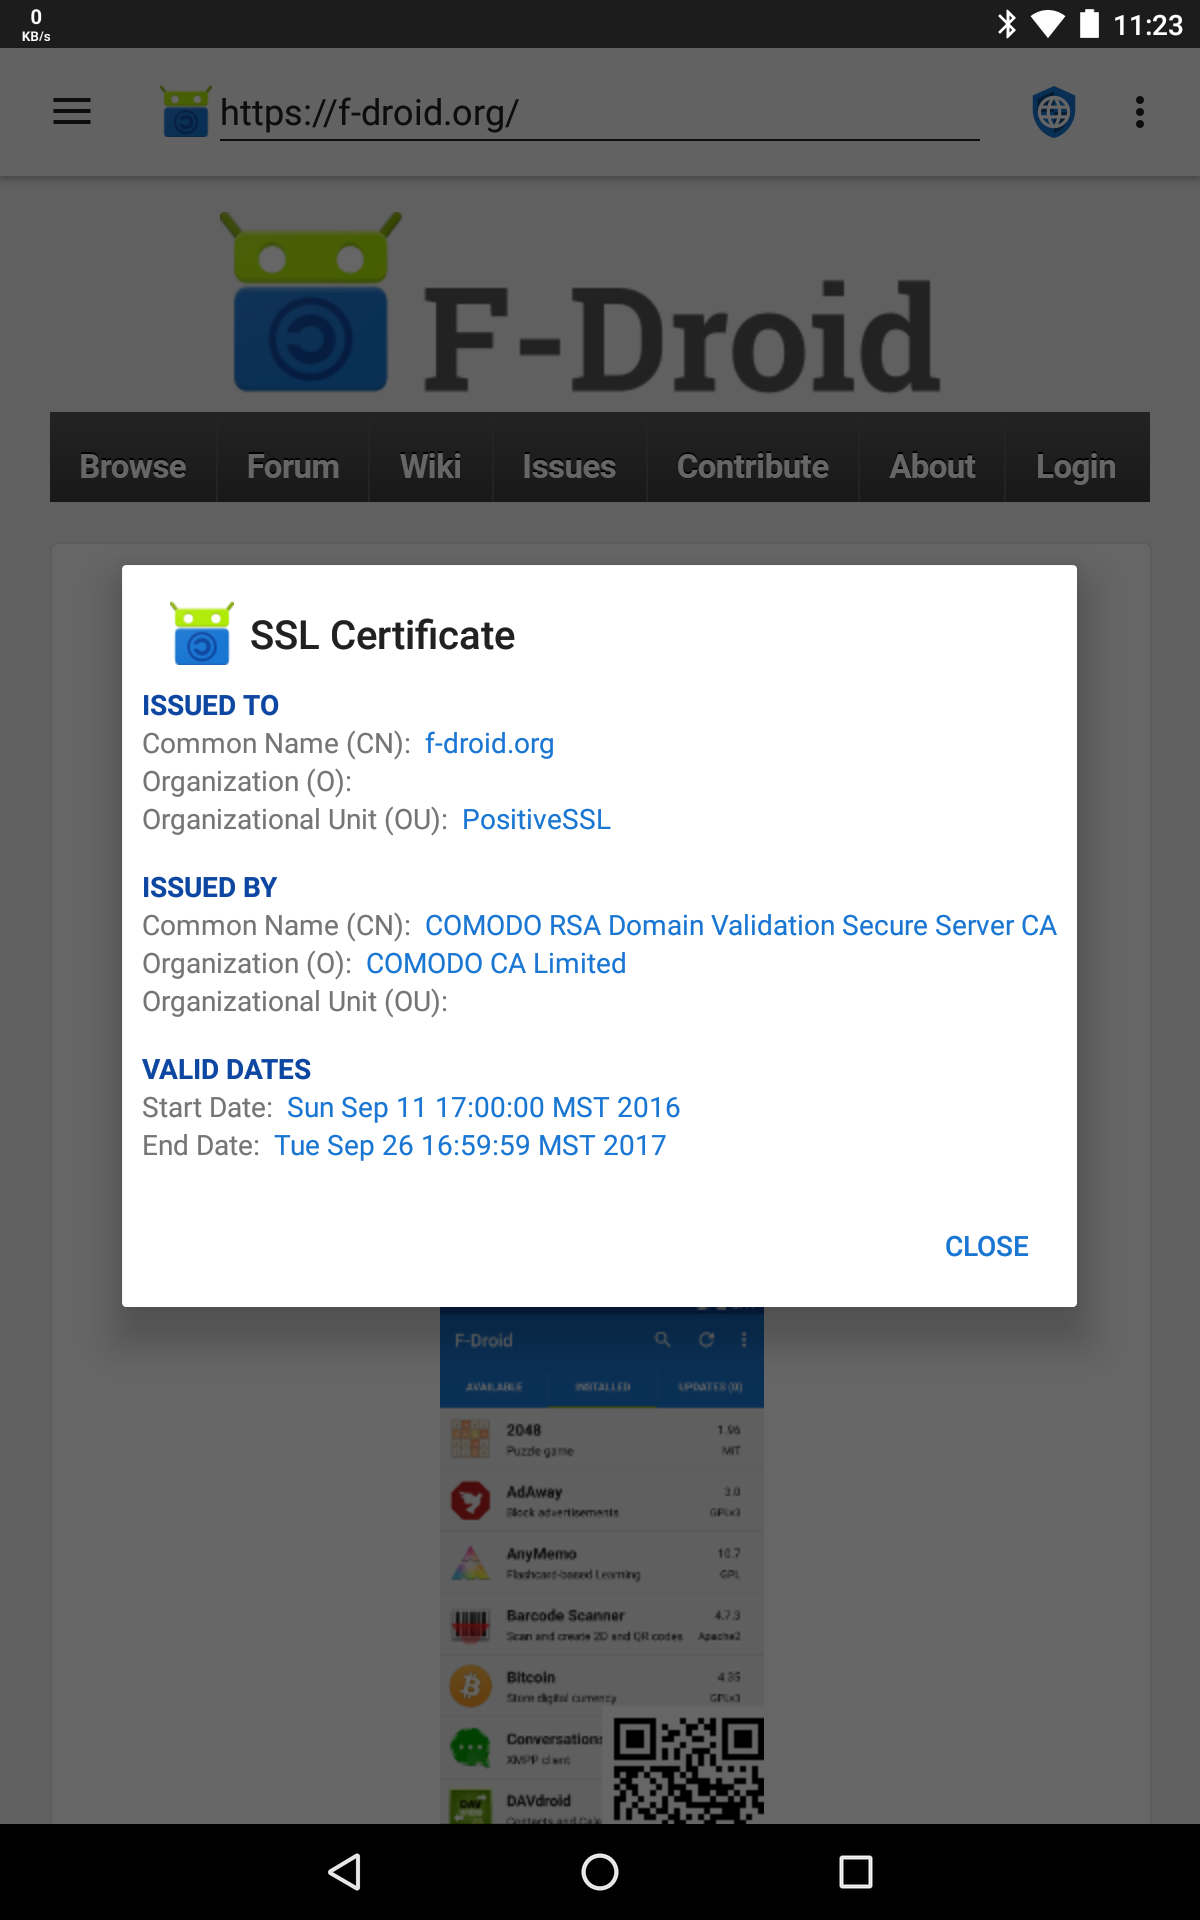 0
KB/s
11:23
https://f-droid.org/
F-Droid
Browse Forum Wiki Issues Contribute About Login
SSL Certificate
ISSUED TO
Common Name (CN): f-droid.org
Organization (O):
Organizational Unit (OU): PositiveSSL
ISSUED BY
Common Name (CN): COMODO RSA Domain Validation Secure Server CA
Organization (O): COMODO CA Limited
Organizational Unit (OU):
VALID DATES
Start Date: Sun Sep 11 17:00:00 MST 2016
End Date: Tue Sep 26 16:59:59 MST 2017
CLOSE
F-Droid
AVAILABLE INSTALLED UPDATES (0)
2048 1.96
Puzzle game MIT
AdAway 3.0
Block advertisements GPLv3
AnyMemo 10.7
Flashcard-based Learning GPL
Barcode Scanner 4.7.3
Scan and create 2D and QR codes Apache2
Bitcoin 4.35
Store digital currency GPLv3
Conversations
XMPP client
DAVdroid
DAV
Contacts and Cale